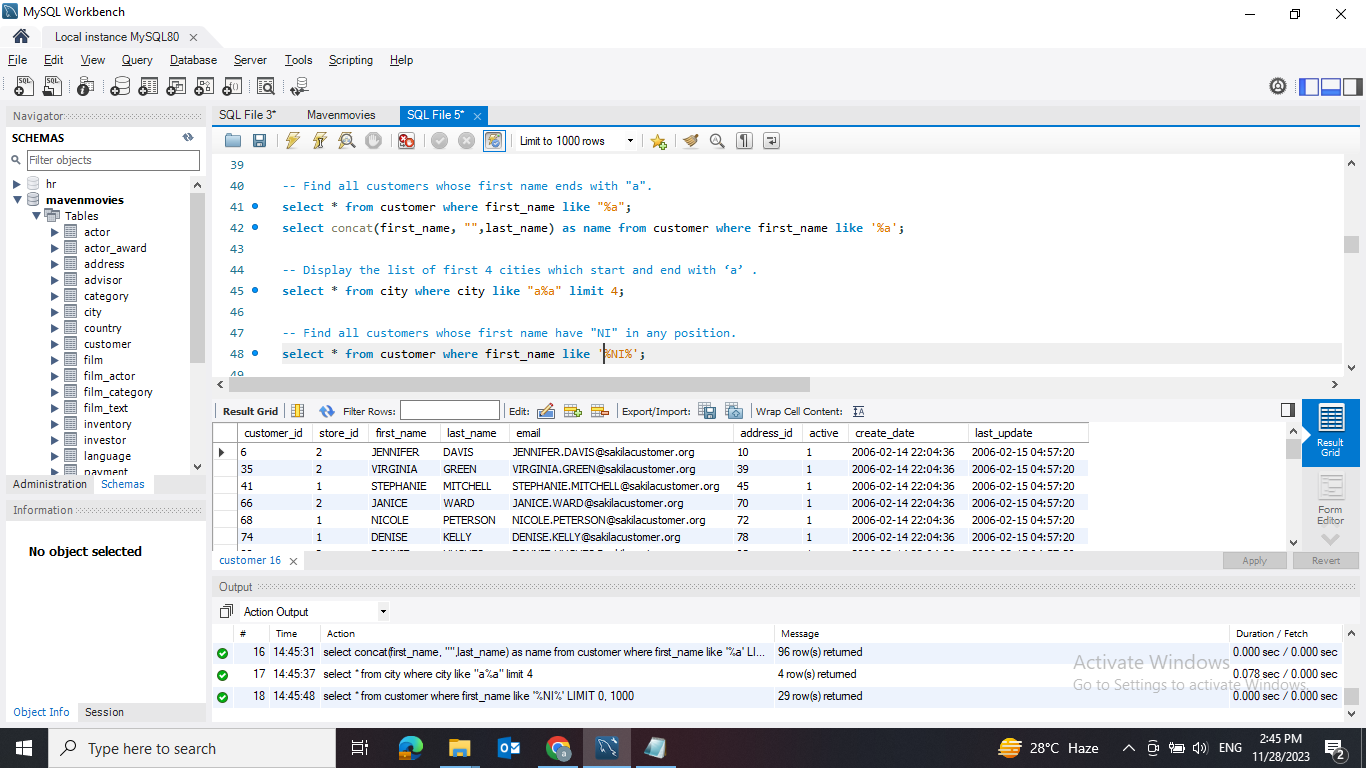 MySQL Workbench
Local instance MySQL80
File Edit View Query Database Server Tools Scripting Help
Navigator
SCHEMAS
Filter objects
hr
mavenmovies
Tables
actor
actor_award
address
advisor
category
city
country
customer
film
film_actor
film_category
film_text
inventory
investor
language
payment
Administration Schemas
Information
No object selected
Object Info Session
SQL File 3* Mavenmovies SQL File 5*
Limit to 1000 rows
39
40 -- Find all customers whose first name ends with "a".
41 select * from customer where first_name like "%a";
42 select concat(first_name, "",last_name) as name from customer where first_name like '%a';
43
44 -- Display the list of first 4 cities which start and end with ‘a’ .
45 select * from city where city like "a%a" limit 4;
46
47 -- Find all customers whose first name have "NI" in any position.
48 select * from customer where first_name like '%NI%';
49
Result Grid Filter Rows: Edit: Export/Import: Wrap Cell Content:
customer_id store_id first_name last_name email address_id active create_date last_update
6 2 JENNIFER DAVIS JENNIFER.DAVIS@sakilacustomer.org 10 1 2006-02-14 22:04:36 2006-02-15 04:57:20
35 2 VIRGINIA GREEN VIRGINIA.GREEN@sakilacustomer.org 39 1 2006-02-14 22:04:36 2006-02-15 04:57:20
41 1 STEPHANIE MITCHELL STEPHANIE.MITCHELL@sakilacustomer.org 45 1 2006-02-14 22:04:36 2006-02-15 04:57:20
66 2 JANICE WARD JANICE.WARD@sakilacustomer.org 70 1 2006-02-14 22:04:36 2006-02-15 04:57:20
68 1 NICOLE PETERSON NICOLE.PETERSON@sakilacustomer.org 72 1 2006-02-14 22:04:36 2006-02-15 04:57:20
74 1 DENISE KELLY DENISE.KELLY@sakilacustomer.org 78 1 2006-02-14 22:04:36 2006-02-15 04:57:20
Result Grid
Form Editor
customer 16
Apply Revert
Output
Action Output
# Time Action Message Duration / Fetch
16 14:45:31 select concat(first_name, "",last_name) as name from customer where first_name like '%a' LI... 96 row(s) returned 0.000 sec / 0.000 sec
17 14:45:37 select * from city where city like "a%a" limit 4 4 row(s) returned 0.078 sec / 0.000 sec
18 14:45:48 select * from customer where first_name like '%NI%' LIMIT 0, 1000 29 row(s) returned 0.000 sec / 0.000 sec
Activate Windows
Go to Settings to activate Windows.
Type here to search
28°C Haze
ENG
2:45 PM
11/28/2023
2